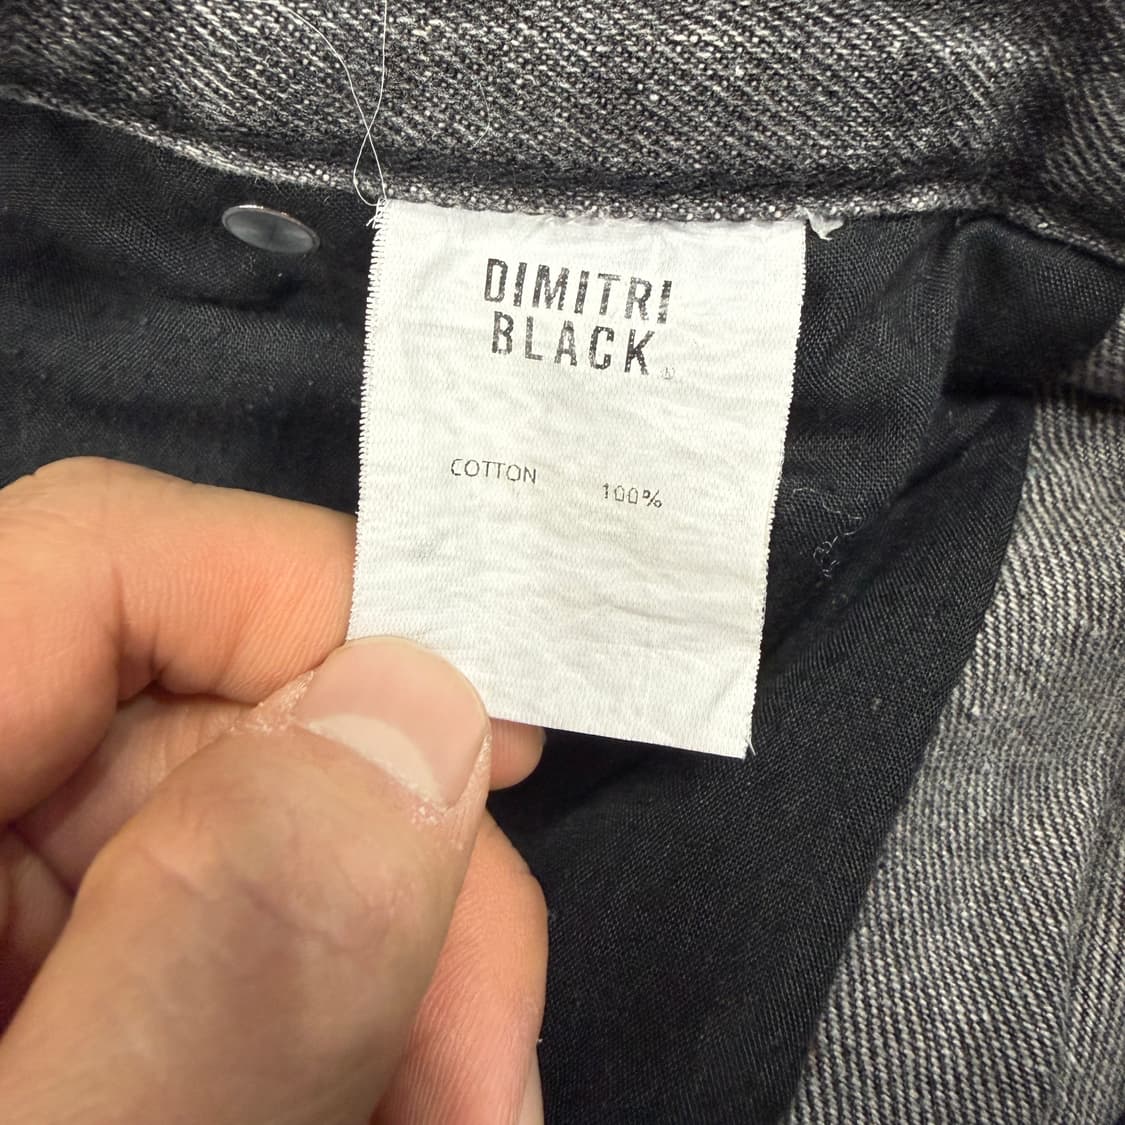 DIMITRI
BLACK®
COTTON 100%